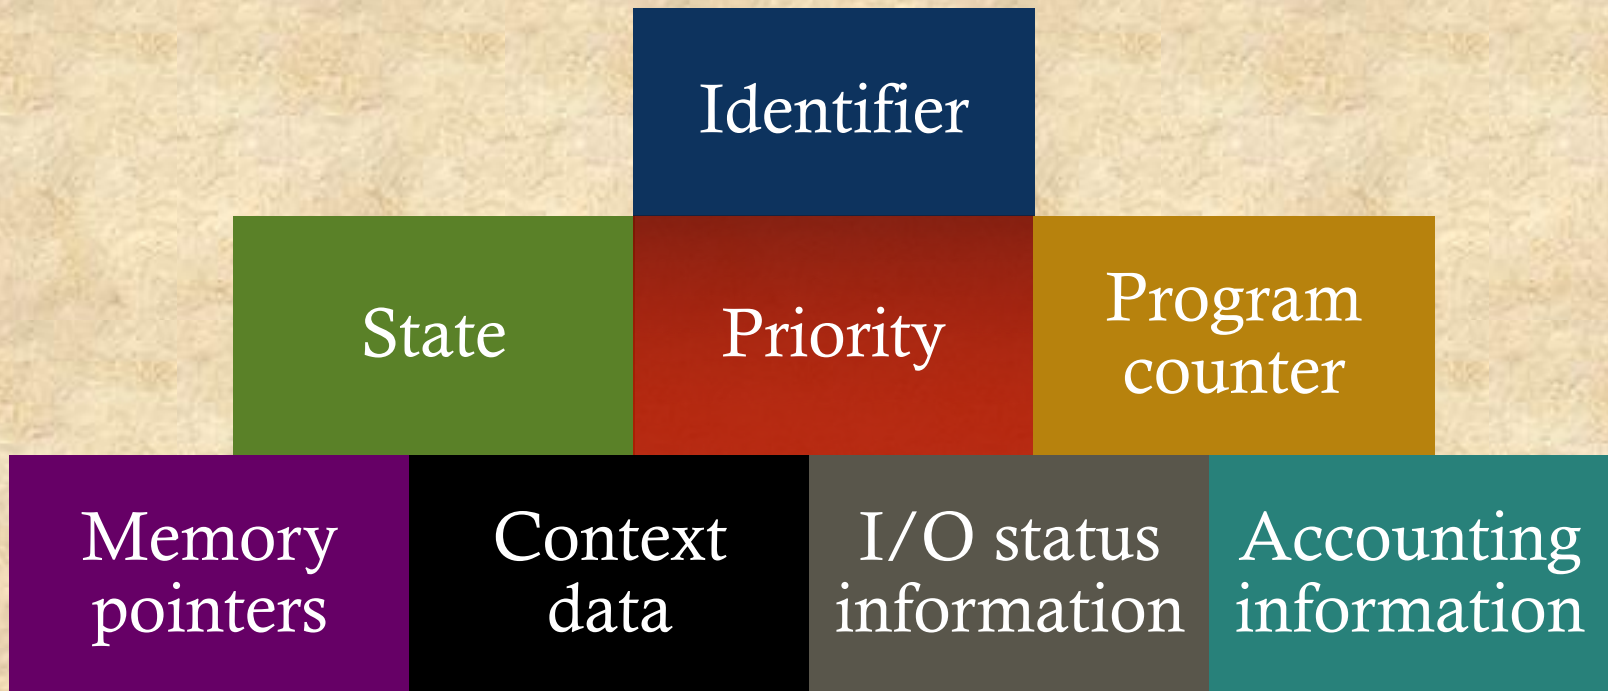 Identifier
State
Priority
Program
counter
Memory
pointers
Context
data
I/O status
information
Accounting
information